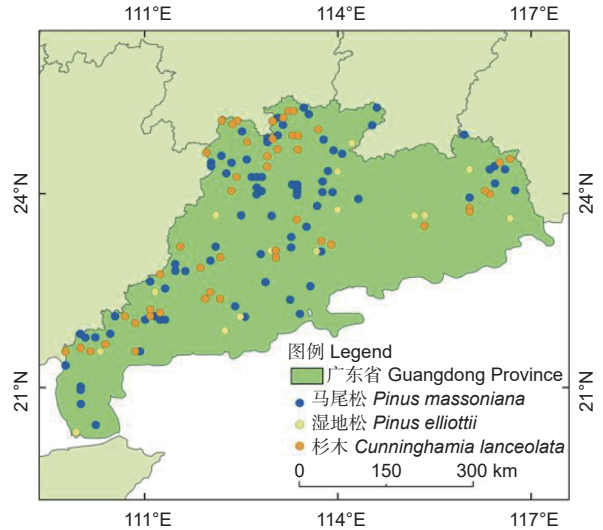 111°E 114°E 117°E
24°N 24°N
图例 Legend
广东省 Guangdong Province
马尾松 Pinus massoniana
湿地松 Pinus elliottii
杉木 Cunninghamia lanceolata
21°N 21°N
0 150 300 km
111°E 114°E 117°E